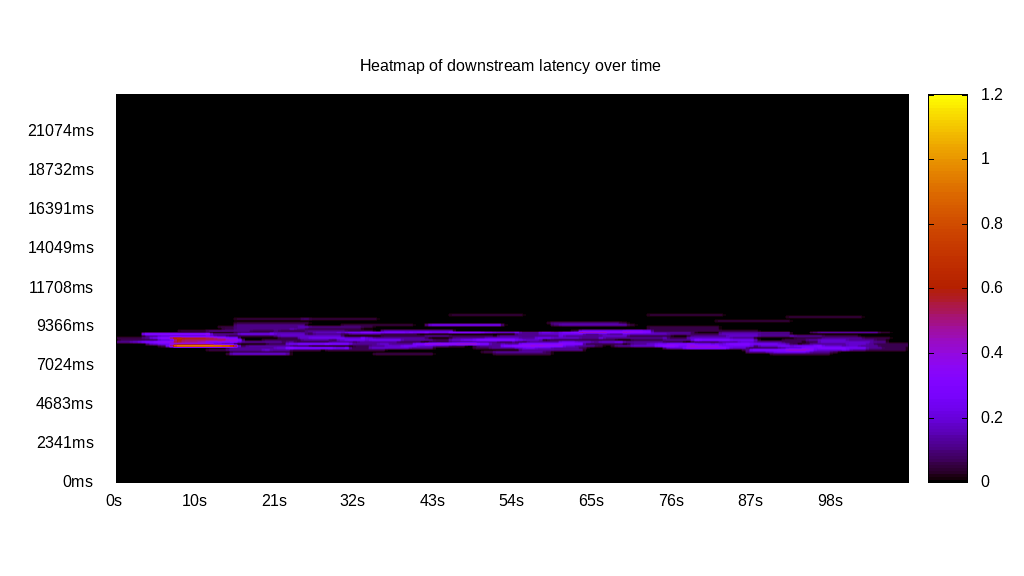 Heatmap of downstream latency over time
21074ms
18732ms
16391ms
14049ms
11708ms
9366ms
7024ms
4683ms
2341ms
0ms
0s 10s 21s 32s 43s 54s 65s 76s 87s 98s
1.2
1
0.8
0.6
0.4
0.2
0